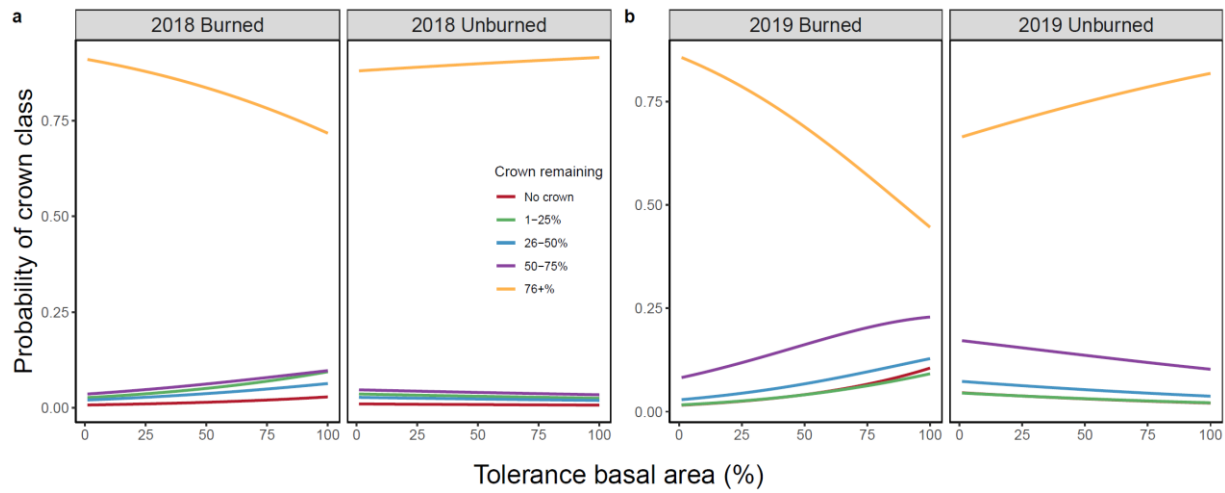 a
2018 Burned
2018 Unburned
b
2019 Burned
2019 Unburned
Probability of crown class
0.75
0.50
0.25
0.00
0.75
0.50
0.25
0.00
Crown remaining
No crown
1−25%
26−50%
50−75%
76+%
0 25 50 75 100
0 25 50 75 100
0 25 50 75 100
0 25 50 75 100
Tolerance basal area (%)